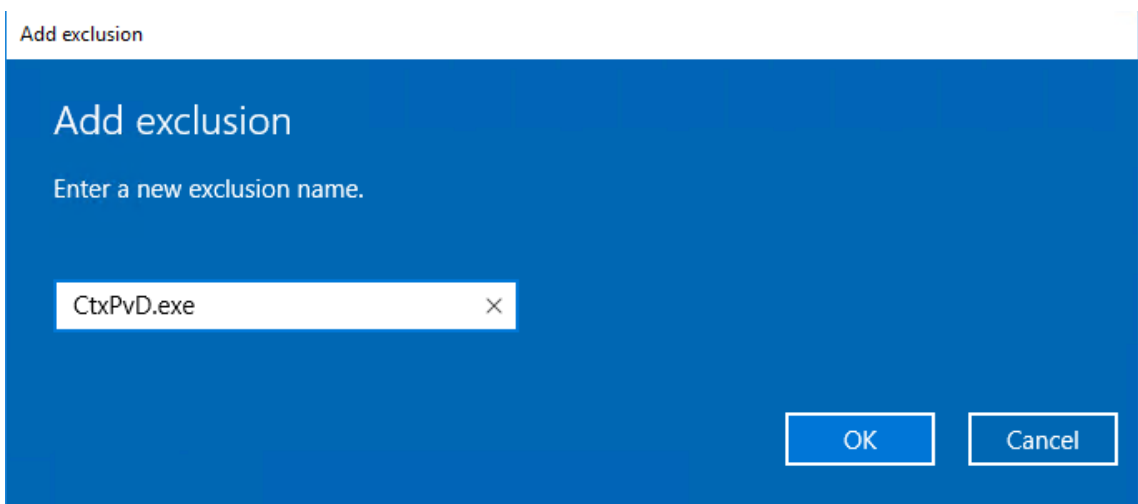 Add exclusion
Add exclusion
Enter a new exclusion name.
CtxPvD.exe
OK Cancel